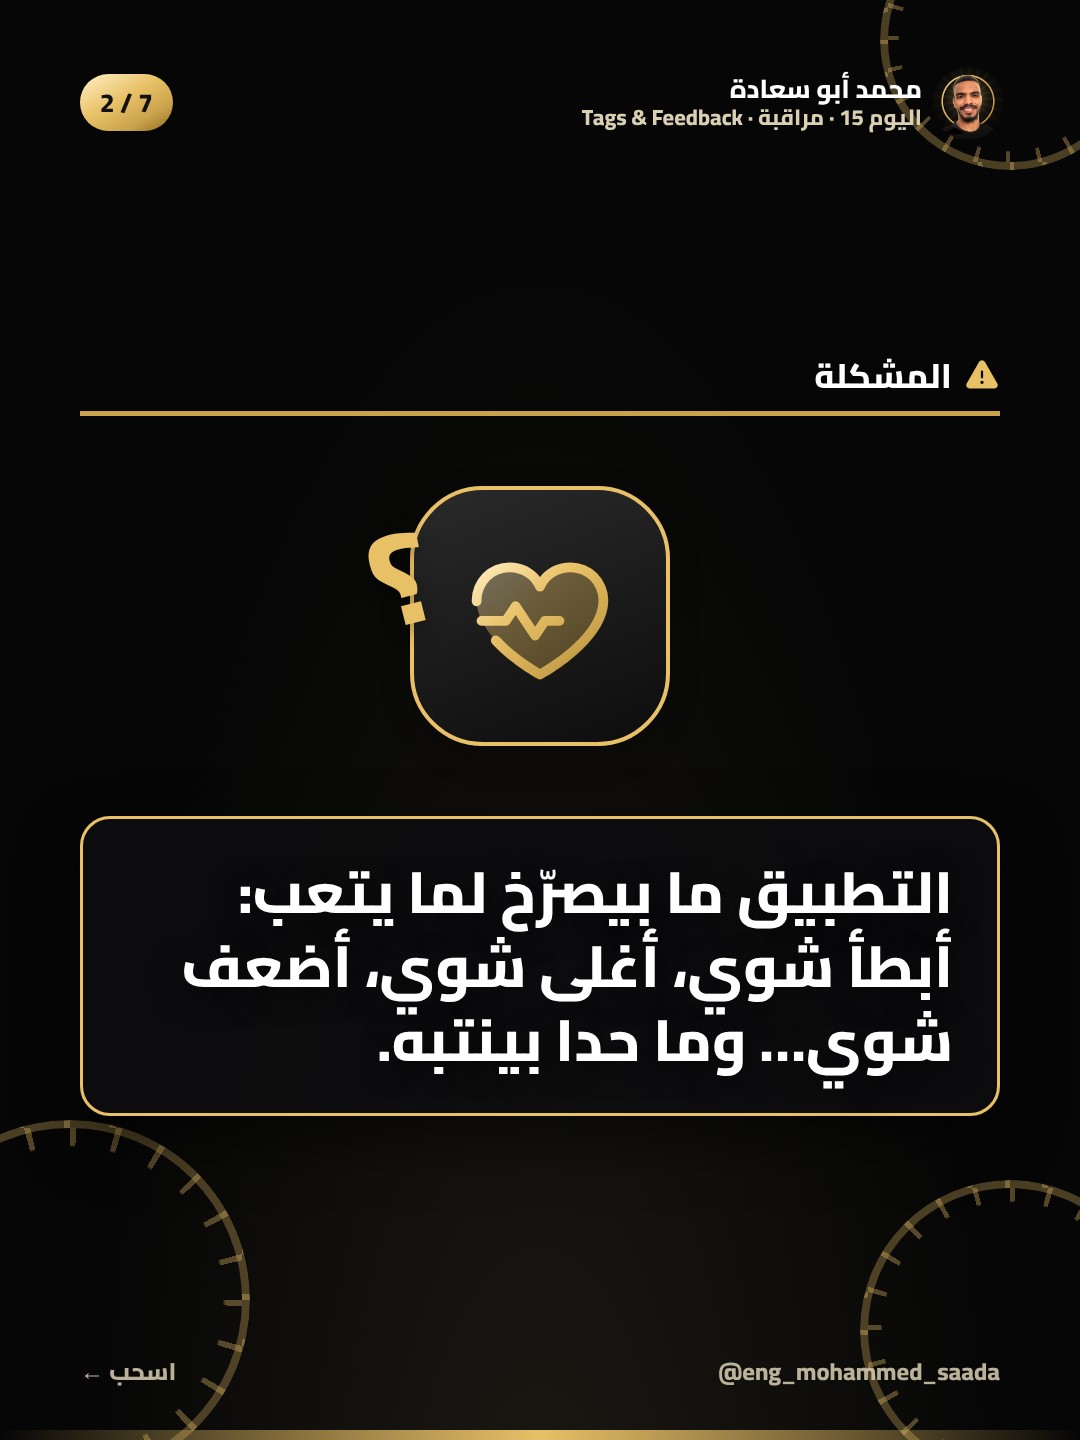 محمد أبو سعادة
اليوم 15 · مراقبة · Tags & Feedback
2 / 7
المشكلة
؟
التطبيق ما بيصرّخ لما يتعب:
أبطأ شوي، أغلى شوي، أضعف
شوي... وما حدا بينتبه.
@eng_mohammed_saada
اسحب ←